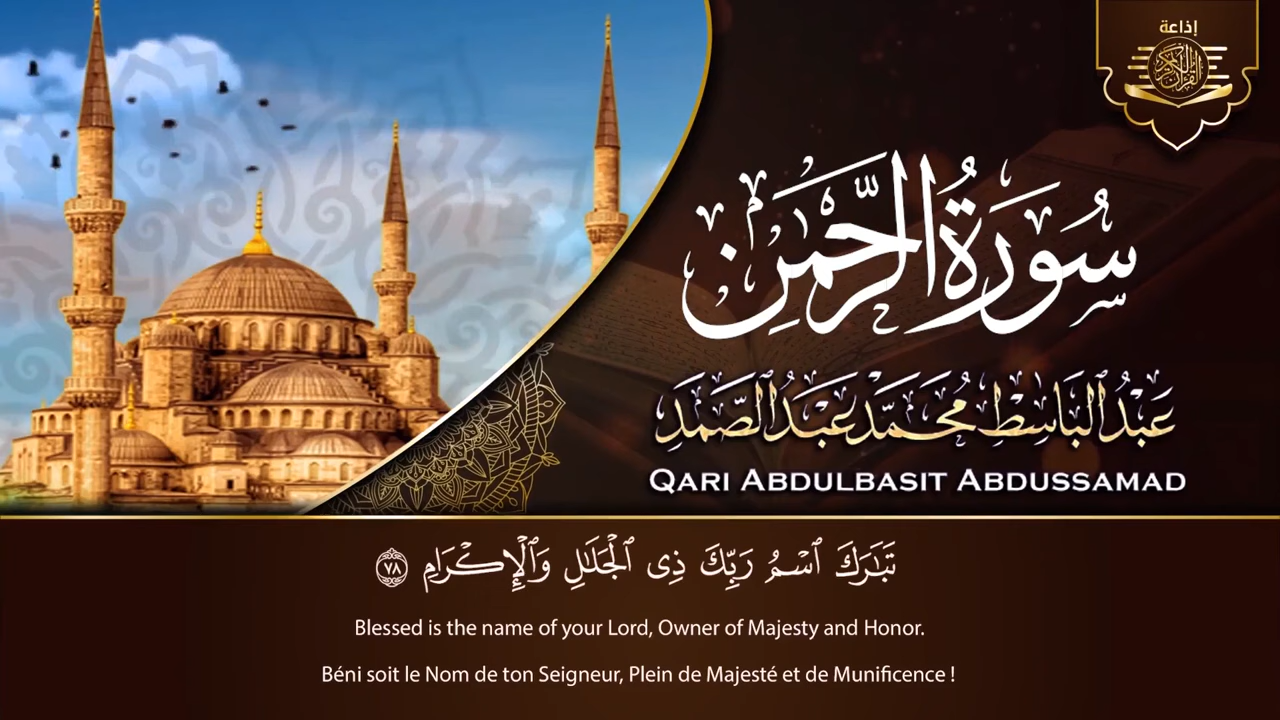 إذاعة
القرآن الكريم
سُورَةُ الرَّحْمَٰنِ
عَبْدُ الْبَاسِطِ مُحَمَّدْ عَبْدُ الصَّمَدِ
QARI ABDULBASIT ABDUSSAMAD
تَبَٰرَكَ ٱسْمُ رَبِّكَ ذِى ٱلْجَلَٰلِ وَٱلْإِكْرَامِ ٧٨
Blessed is the name of your Lord, Owner of Majesty and Honor.
Béni soit le Nom de ton Seigneur, Plein de Majesté et de Munificence !